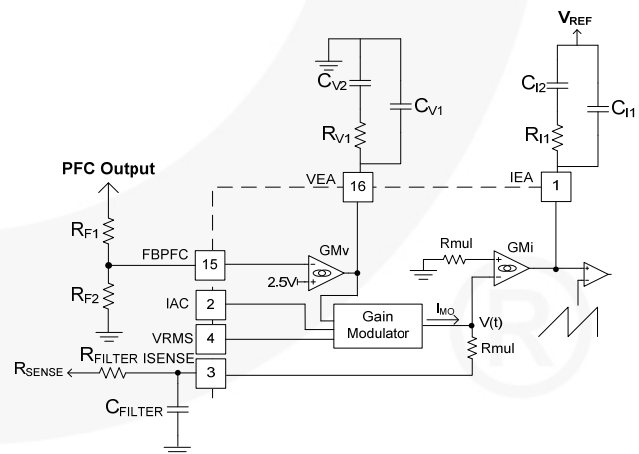 VREF
CV2
CV1
RV1
CI2
CI1
RI1
PFC Output
VEA
16
IEA
1
RF1
FBPFC
15
RF2
GMv
2.5V
Rmul
GMi
IAC
2
VRMS
4
Gain
Modulator
IMO
V(t)
Rmul
RSENSE
RFILTER
ISENSE
3
CFILTER
R